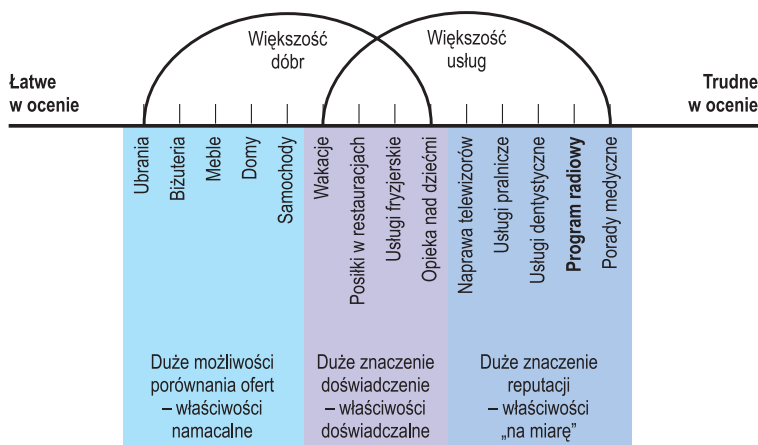 Większość
dóbr
Większość
usług
Łatwe
w ocenie
Trudne
w ocenie
Ubrania
Biżuteria
Meble
Domy
Samochody
Wakacje
Posiłki w restauracjach
Usługi fryzjerskie
Opieka nad dziećmi
Naprawa telewizorów
Usługi pralnicze
Usługi dentystyczne
Program radiowy
Porady medyczne
Duże możliwości
porównania ofert
– właściwości
namacalne
Duże znaczenie
doświadczenie
– właściwości
doświadczalne
Duże znaczenie
reputacji
– właściwości
„na miarę”